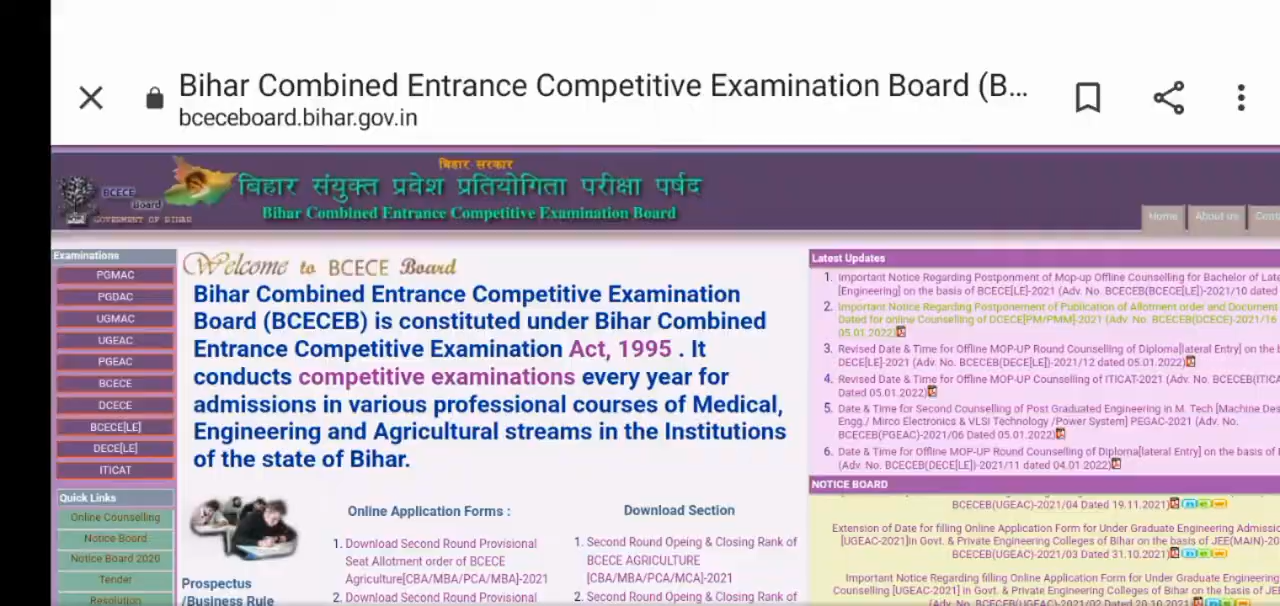 Bihar Combined Entrance Competitive Examination Board (B...
bceceboard.bihar.gov.in
बिहार सरकार
बिहार संयुक्त प्रवेश प्रतियोगिता परीक्षा पर्षद
Bihar Combined Entrance Competitive Examination Board
BCECE
Board
GOVERMENT OF BIHAR
Home
About us
Examinations
PGMAC
PGDAC
UGMAC
UGEAC
PGEAC
BCECE
DCECE
BCECE[LE]
DECE[LE]
ITICAT
Quick Links
Online Counselling
Notice Board
Notice Board 2020
Tender
Resolution
Welcome to BCECE Board
Bihar Combined Entrance Competitive Examination
Board (BCECEB) is constituted under Bihar Combined
Entrance Competitive Examination Act, 1995 . It
conducts competitive examinations every year for
admissions in various professional courses of Medical,
Engineering and Agricultural streams in the Institutions
of the state of Bihar.
Prospectus
/Business Rule
Online Application Forms :
1. Download Second Round Provisional
Seat Allotment order of BCECE
Agriculture[CBA/MBA/PCA/MBA]-2021
2. Download Second Round Provisional
Download Section
1. Second Round Opeing & Closing Rank of
BCECE AGRICULTURE
[CBA/MBA/PCA/MCA]-2021
2. Second Round Opeing & Closing Rank of
Latest Updates
1. Important Notice Regarding Postponment of Mop-up Offline Counselling for Bachelor of Late
[Engineering] on the basis of BCECE[LE]-2021 (Adv. No. BCECEB(BCECE[LE])-2021/10 dated
2. Important Notice Regarding Postponement of Publication of Allotment order and Document
Dated for online Counselling of DCECE[PM/PMM]-2021 (Adv. No. BCECEB(DCECE)-2021/16
05.01.2022)
3. Revised Date & Time for Offline MOP-UP Round Counselling of Diploma[lateral Entry] on the b
DECE[LE]-2021 (Adv. No. BCECEB(DECE[LE])-2021/12 dated 05.01.2022)
4. Revised Date & Time for Offline MOP-UP Counselling of ITICAT-2021 (Adv. No. BCECEB(ITICA
Dated 05.01.2022)
5. Date & Time for Second Counselling of Post Graduated Engineering in M. Tech [Machine Des
Engg./ Mirco Electronics & VLSI Technology /Power System] PEGAC-2021 (Adv. No.
BCECEB(PGEAC)-2021/06 Dated 05.01.2022)
6. Date & Time for Offline MOP-UP Round Counselling of Diploma[lateral Entry] on the basis of
(Adv. No. BCECEB(DECE[LE])-2021/11 dated 04.01.2022)
NOTICE BOARD
BCECEB(UGEAC)-2021/04 Dated 19.11.2021)
Extension of Date for filling Online Application Form for Under Graduate Engineering Admissio
[UGEAC-2021]in Govt. & Private Engineering Colleges of Bihar on the basis of JEE(MAIN)-20
BCECEB(UGEAC)-2021/03 Dated 31.10.2021)
Important Notice Regarding filling Online Application Form for Under Graduate Engineering
Counselling [UGEAC-2021] in Govt. & Private Engineering Colleges of Bihar on the basis of JE
(Adv. No. BCECEB(UGEAC)-2021/02 Dated 20.10.2021)